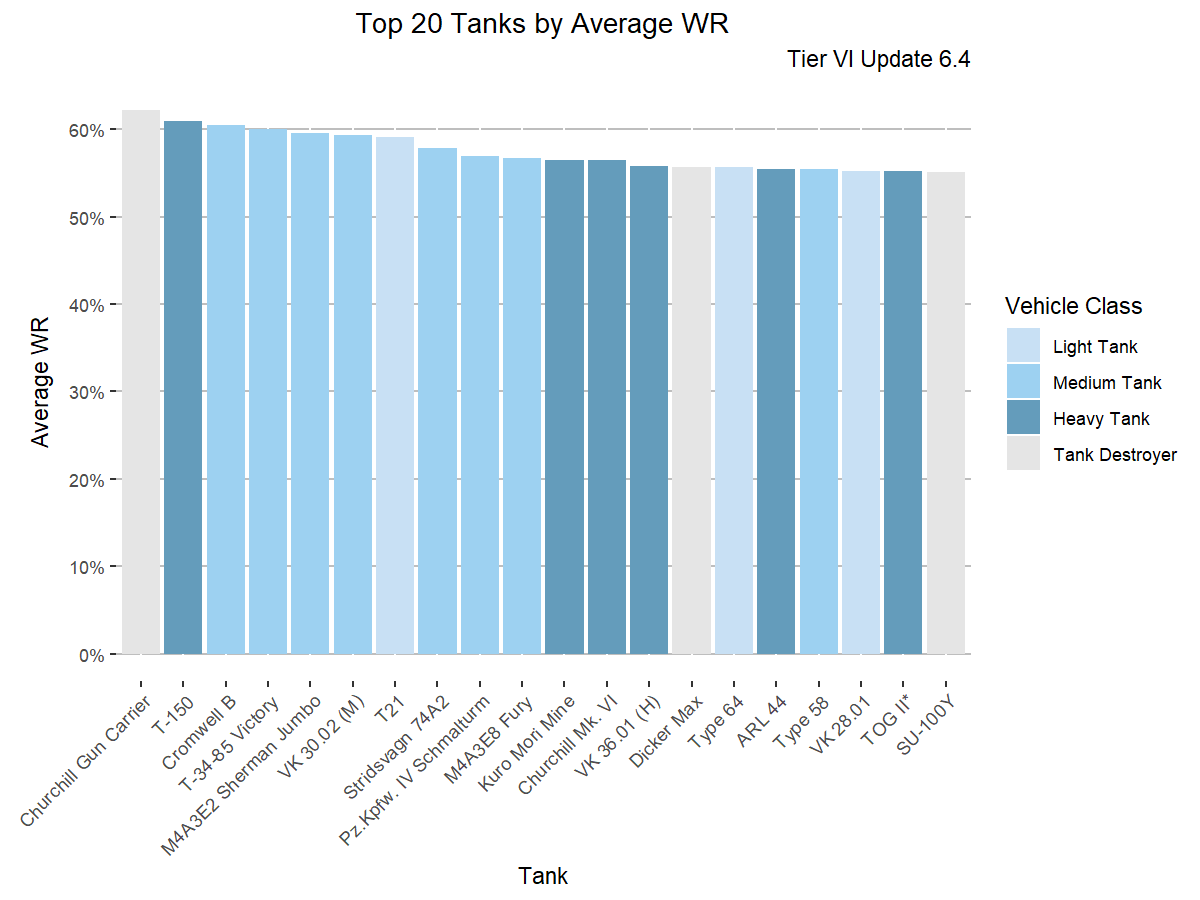 Top 20 Tanks by Average WR
Tier VI Update 6.4
Average WR
60%
50%
40%
30%
20%
10%
0%
Churchill Gun Carrier
T-150
Cromwell B
T-34-85 Victory
M4A3E2 Sherman Jumbo
VK 30.02 (M)
T21
Stridsvagn 74A2
Pz.Kpfw. IV Schmalturm
M4A3E8 Fury
Kuro Mori Mine
Churchill Mk. VI
VK 36.01 (H)
Dicker Max
Type 64
ARL 44
Type 58
VK 28.01
TOG II*
SU-100Y
Tank
Vehicle Class
Light Tank
Medium Tank
Heavy Tank
Tank Destroyer